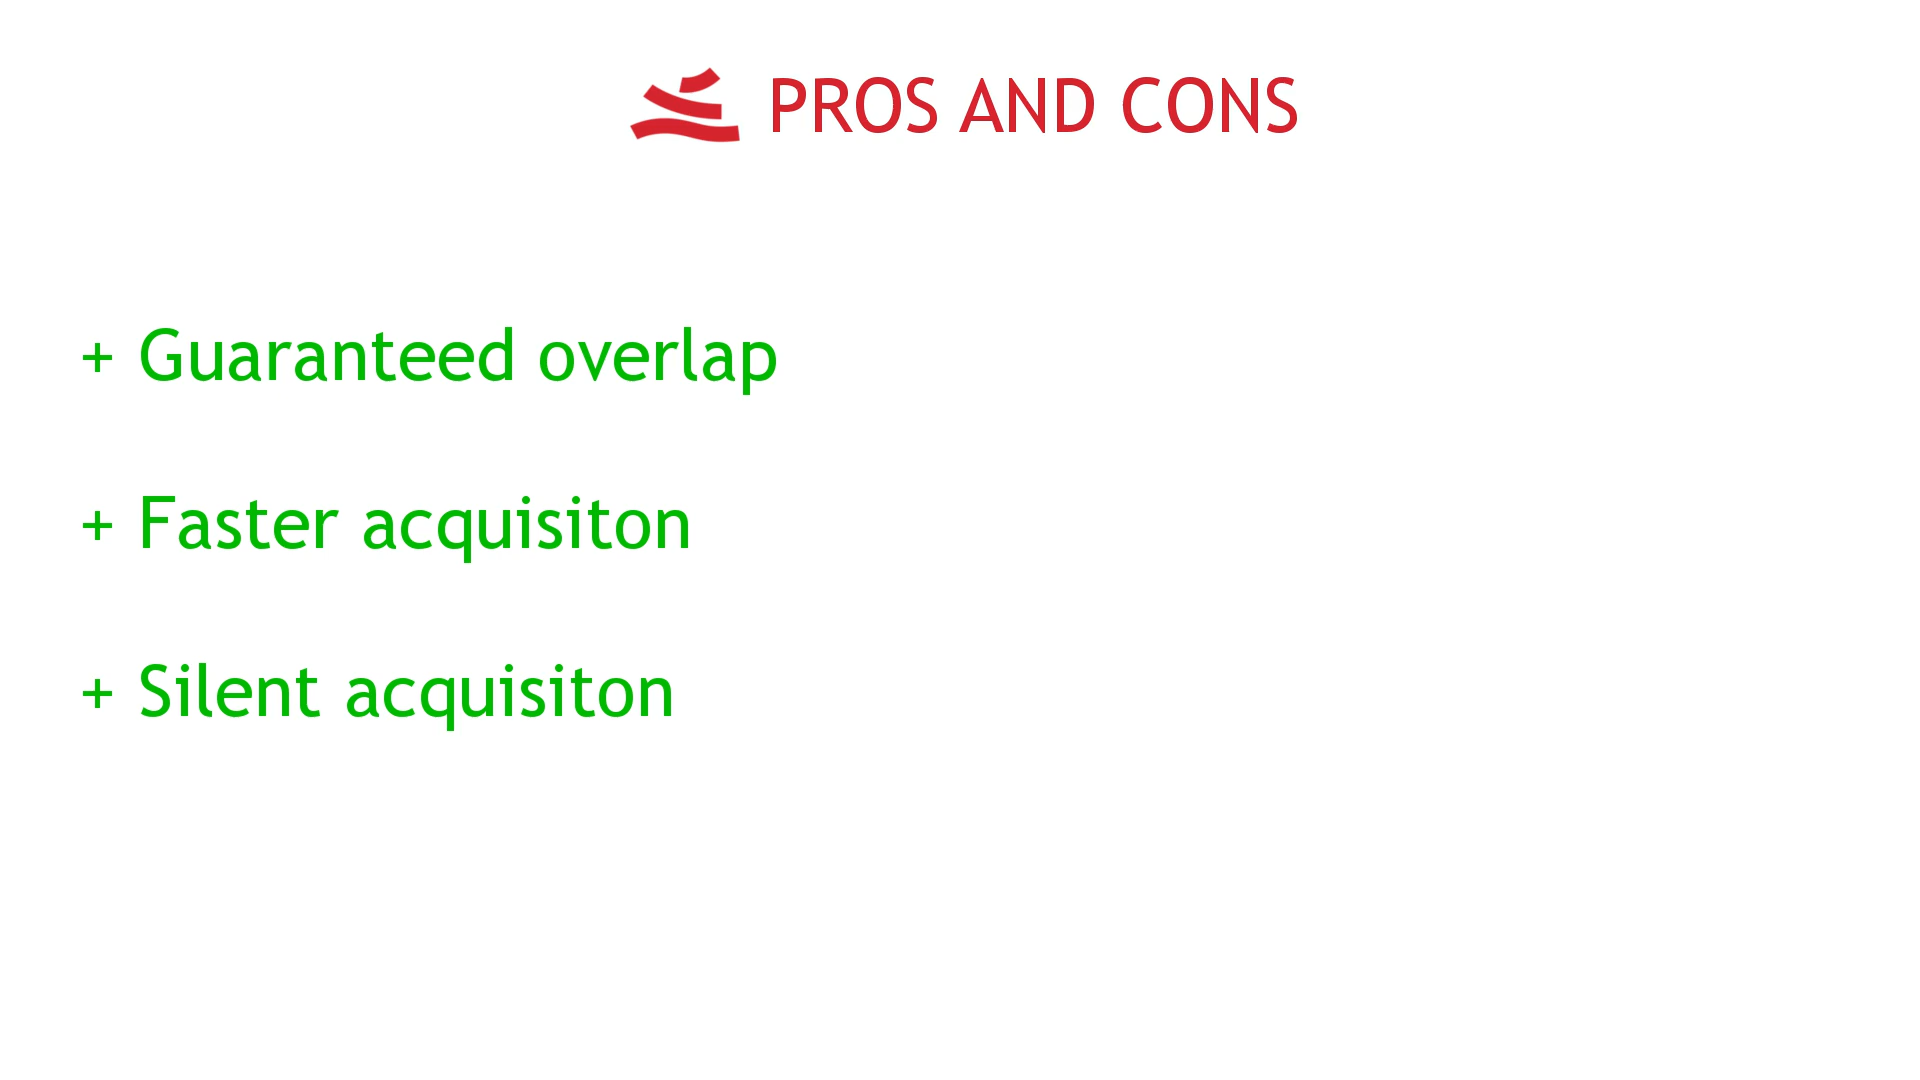 PROS AND CONS
+ Guaranteed overlap
+ Faster acquisiton
+ Silent acquisiton